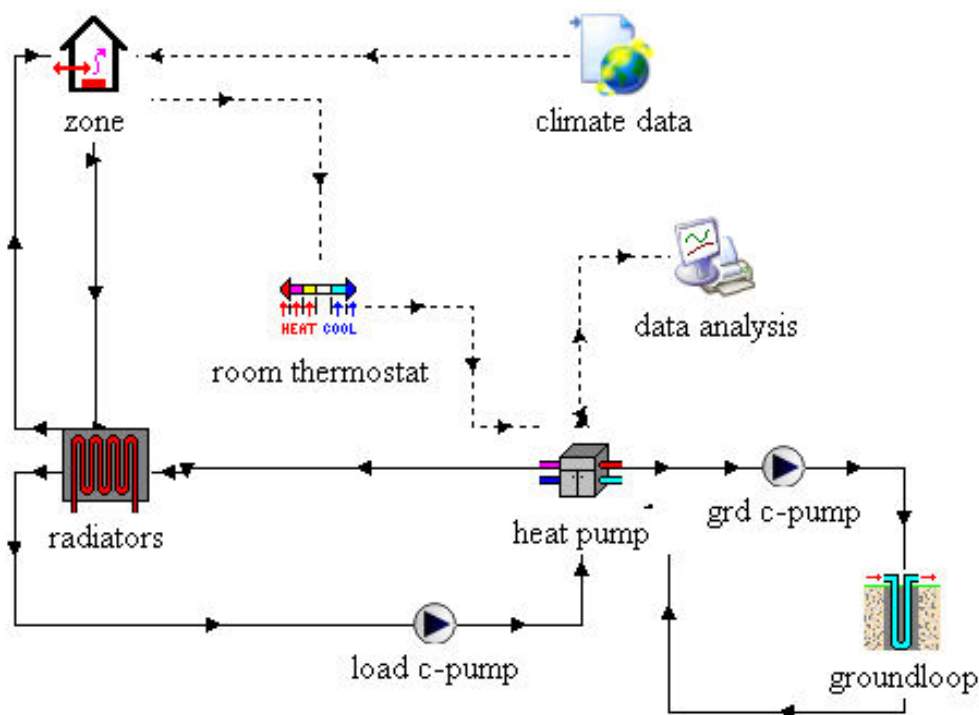 zone
climate data
HEAT COOL
room thermostat
data analysis
radiators
heat pump
grd c-pump
load c-pump
groundloop